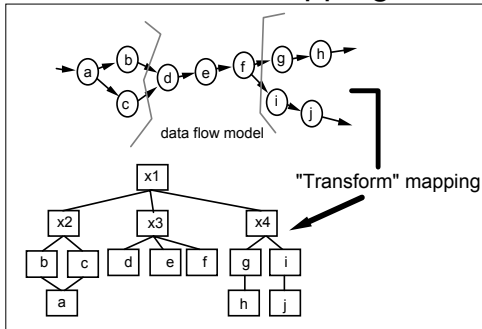 b
g
h
a
d
e
f
c
i
j
data flow model
"Transform" mapping
x1
x2
x3
x4
b
c
d
e
f
g
i
a
h
j